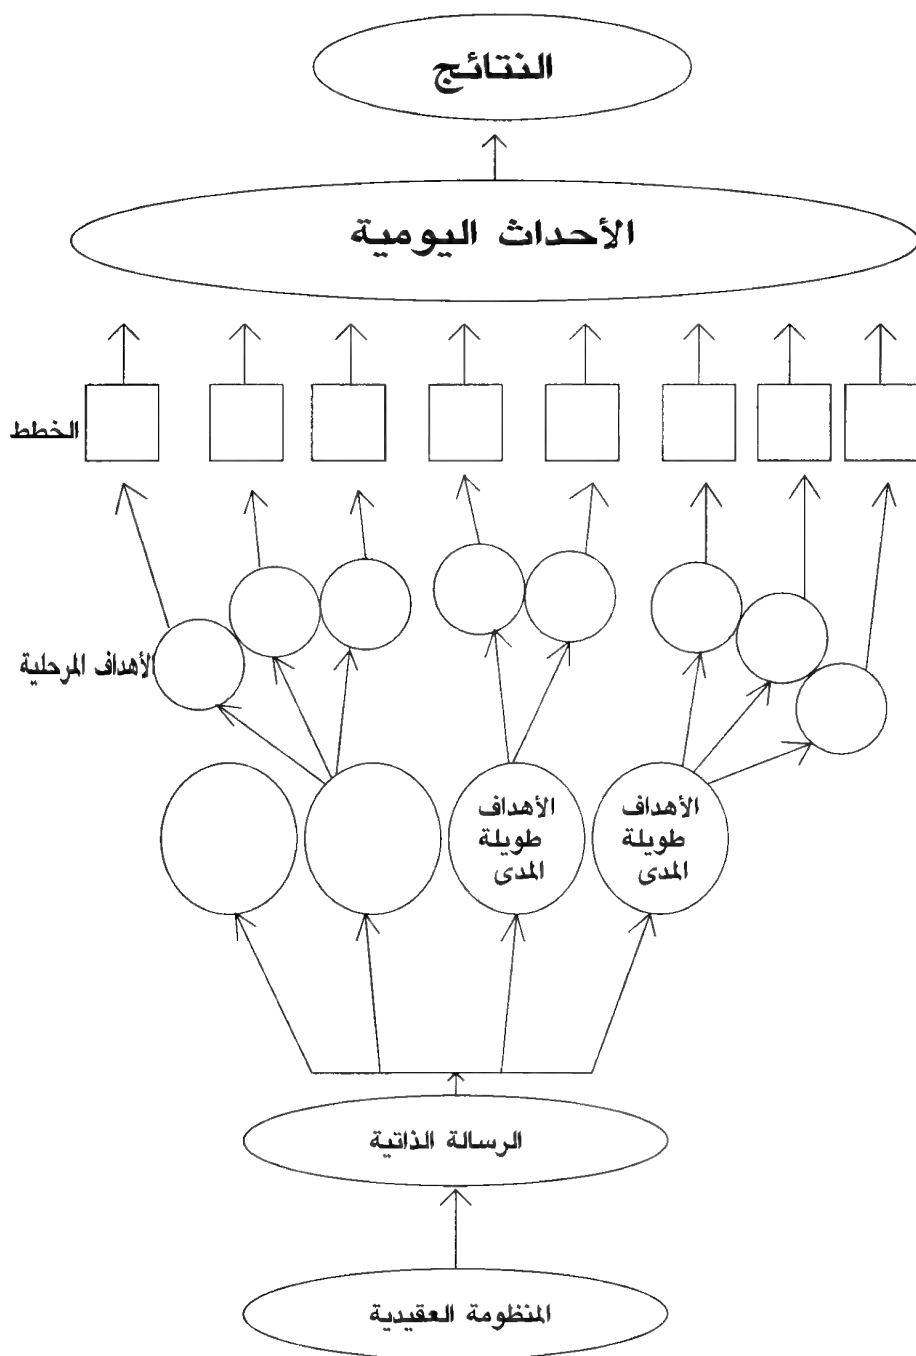 النتائج
الأحداث اليومية
الخطط
الأهداف المرحلية
الأهداف
طويلة
المدى
الأهداف
طويلة
المدى
الرسالة الذاتية
المنظومة العقيدية